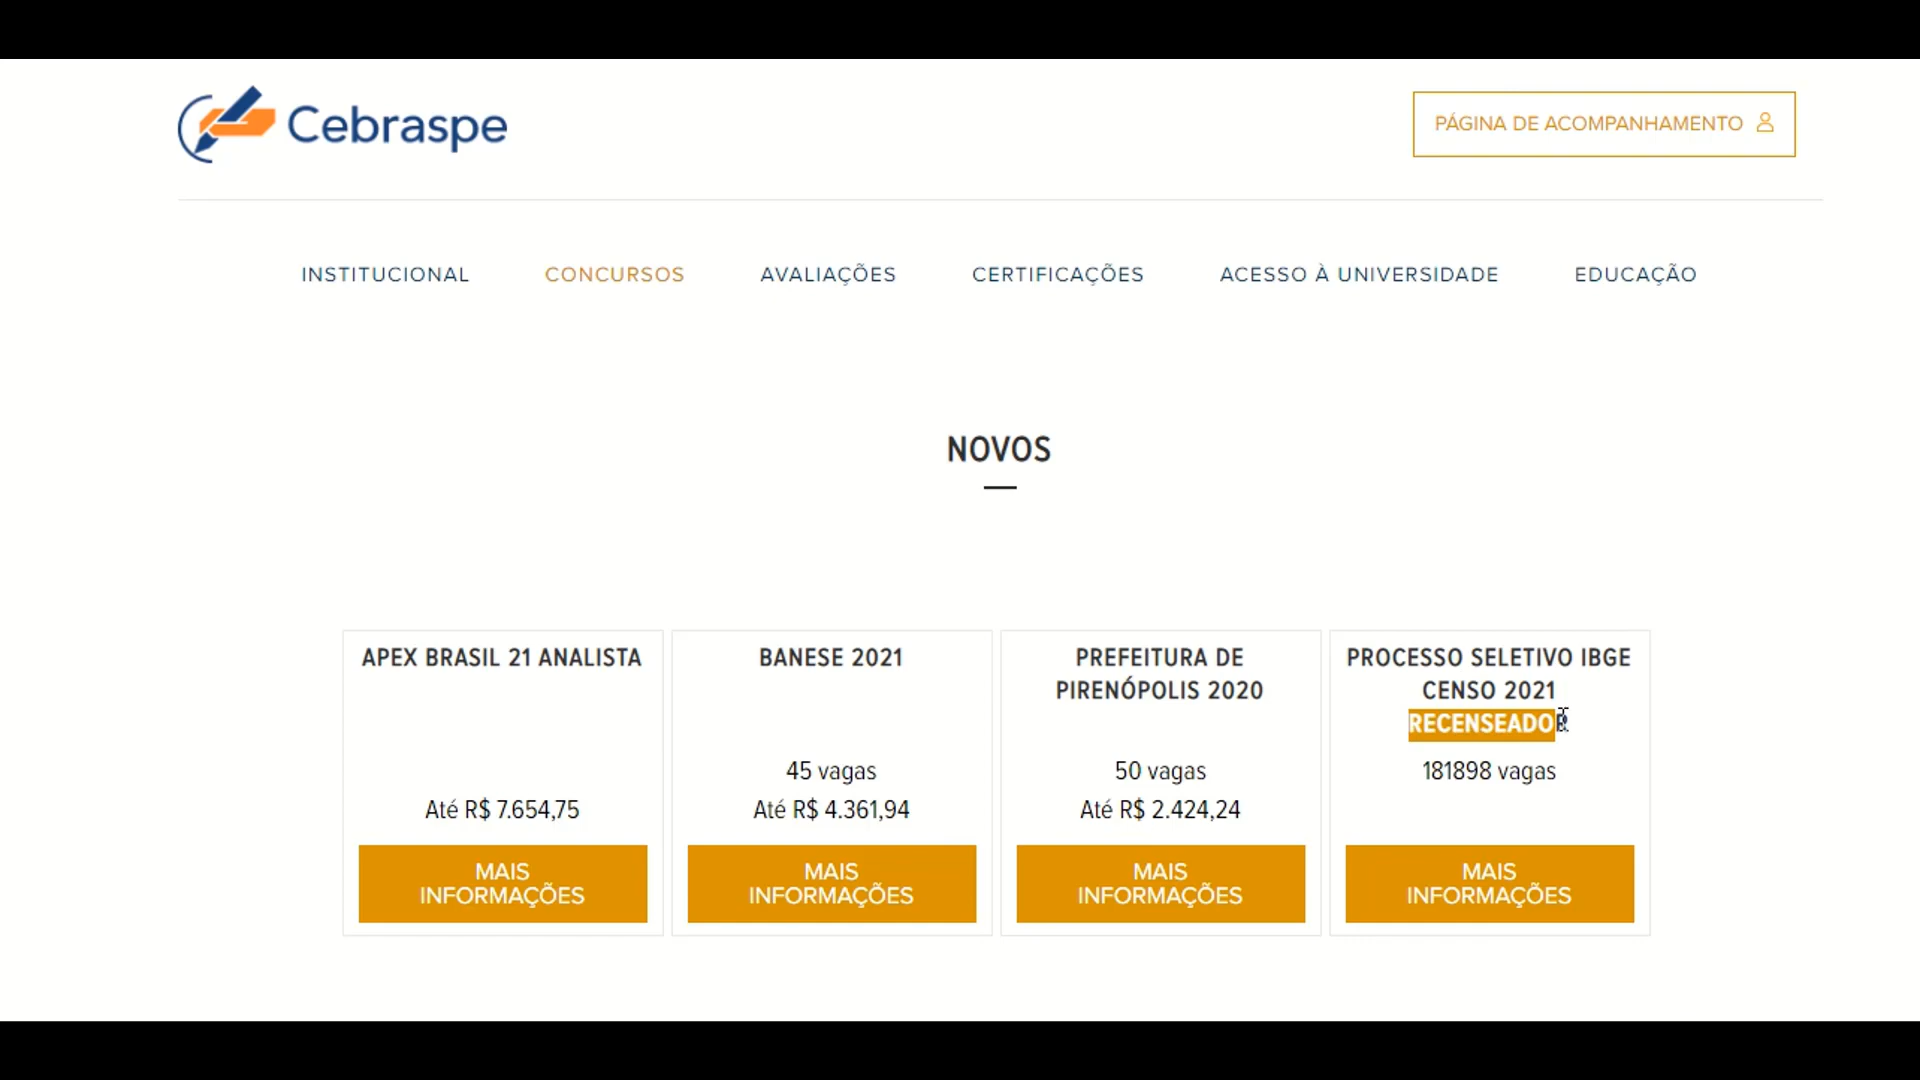 Cebraspe
PÁGINA DE ACOMPANHAMENTO
INSTITUCIONAL
CONCURSOS
AVALIAÇÕES
CERTIFICAÇÕES
ACESSO À UNIVERSIDADE
EDUCAÇÃO
NOVOS
APEX BRASIL 21 ANALISTA
Até R$ 7.654,75
MAIS
INFORMAÇÕES
BANESE 2021
45 vagas
Até R$ 4.361,94
MAIS
INFORMAÇÕES
PREFEITURA DE
PIRENÓPOLIS 2020
50 vagas
Até R$ 2.424,24
MAIS
INFORMAÇÕES
PROCESSO SELETIVO IBGE
CENSO 2021
RECENSEADOR
181898 vagas
MAIS
INFORMAÇÕES